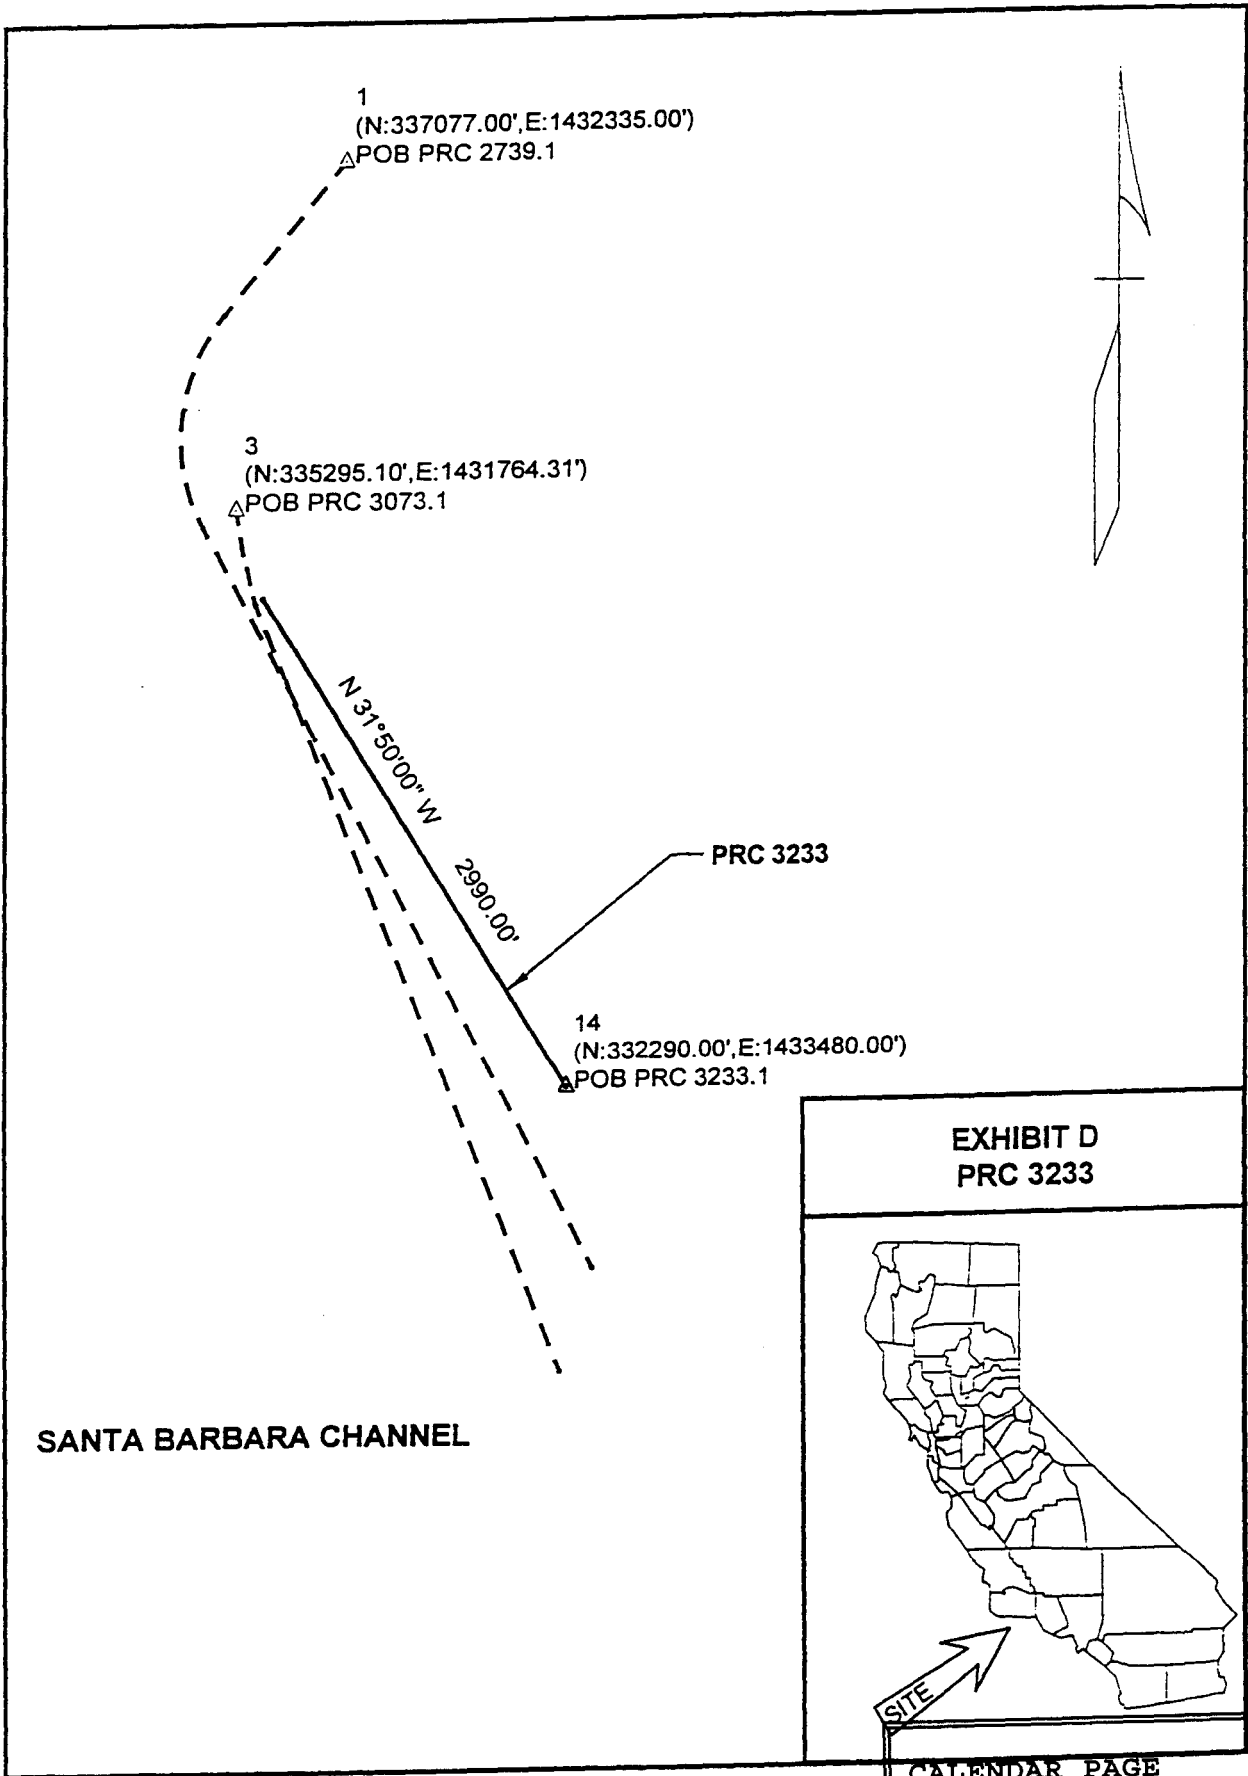 1
(N:337077.00',E:1432335.00')
POB PRC 2739.1
3
(N:335295.10',E:1431764.31')
POB PRC 3073.1
N 31°50'00" W
2990.00'
PRC 3233
14
(N:332290.00',E:1433480.00')
POB PRC 3233.1
EXHIBIT D
PRC 3233
SANTA BARBARA CHANNEL
SITE
CALENDAR PAGE